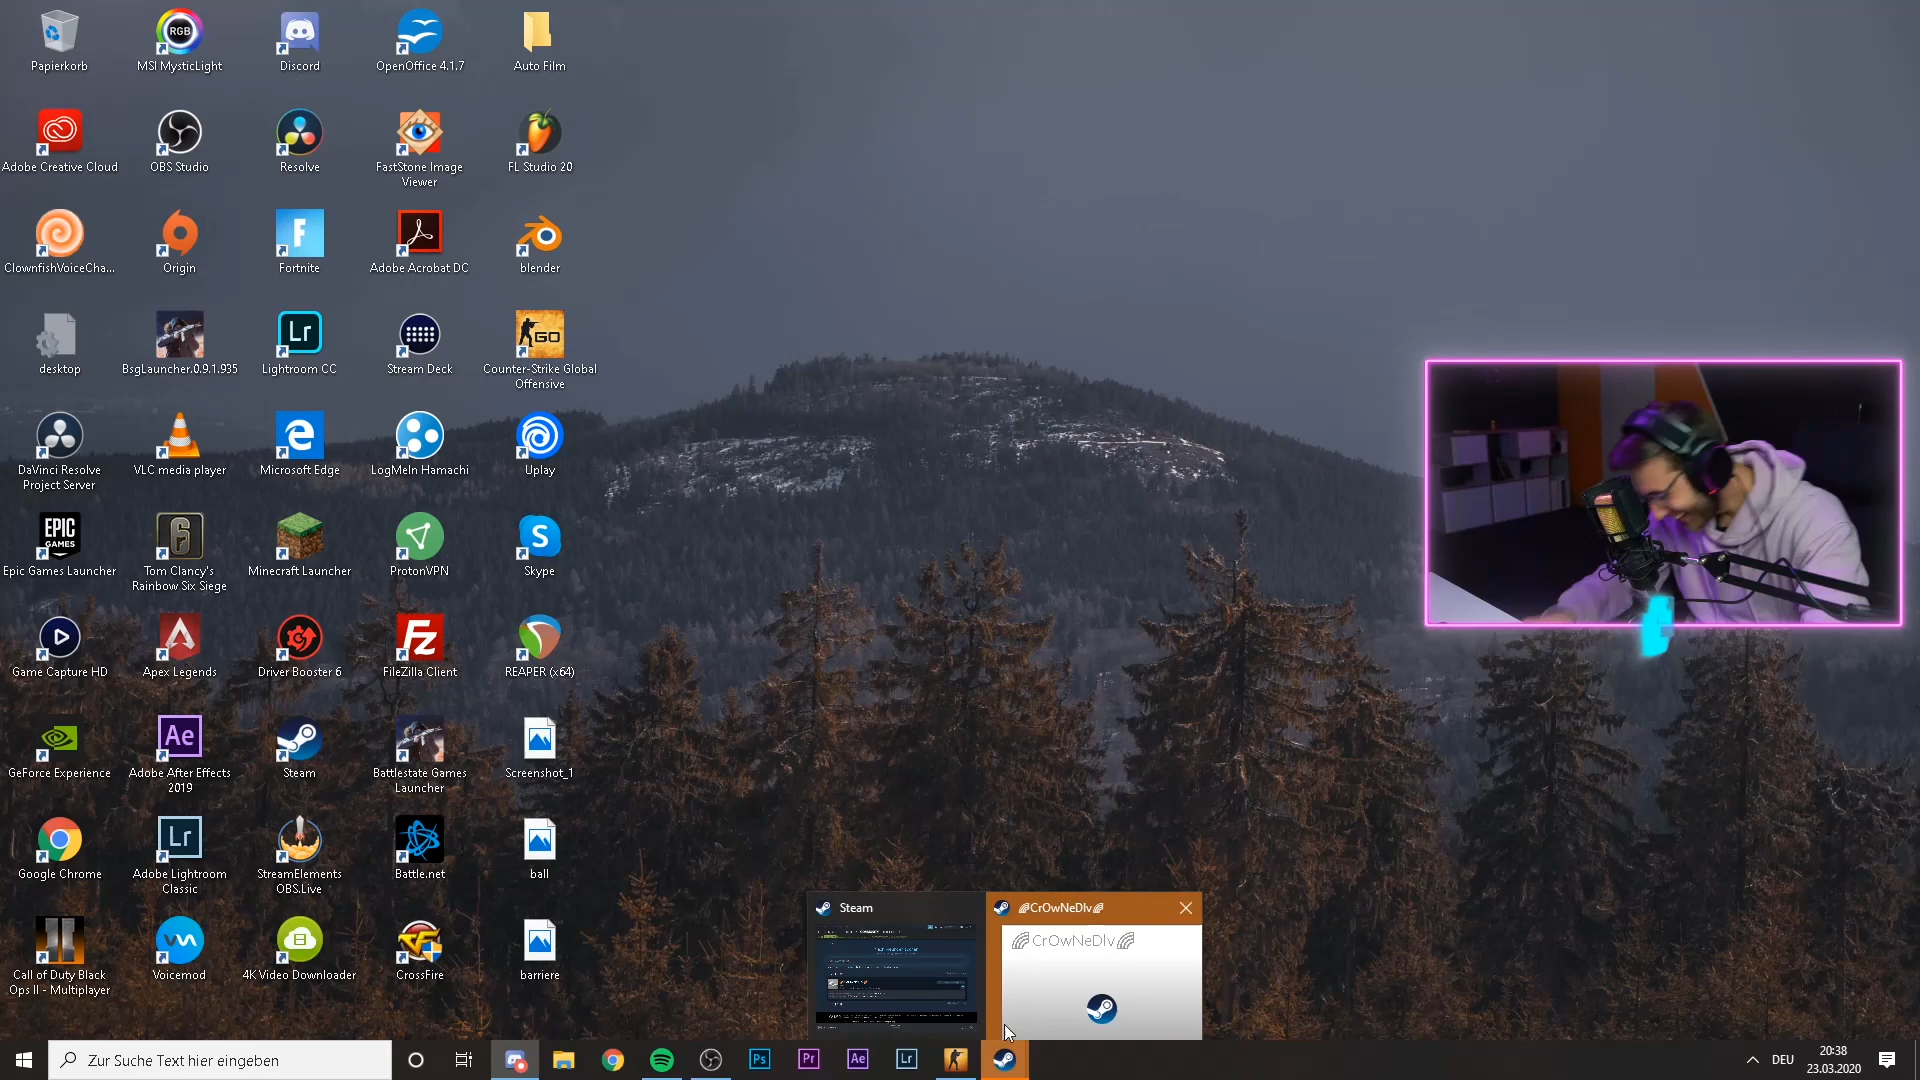 Papierkorb
MSI MysticLight
Discord
OpenOffice 4.1.7
Auto Film
Adobe Creative Cloud
OBS Studio
Resolve
FastStone Image
Viewer
FL Studio 20
ClownfishVoiceCha...
Origin
Fortnite
Adobe Acrobat DC
blender
desktop
BsgLauncher.0.9.1.935
Lightroom CC
Stream Deck
Counter-Strike Global
Offensive
DaVinci Resolve
Project Server
VLC media player
Microsoft Edge
LogMeIn Hamachi
Uplay
Epic Games Launcher
Tom Clancy's
Rainbow Six Siege
Minecraft Launcher
ProtonVPN
Skype
Game Capture HD
Apex Legends
Driver Booster 6
FileZilla Client
REAPER (x64)
GeForce Experience
Adobe After Effects
2019
Steam
Battlestate Games
Launcher
Screenshot_1
Google Chrome
Adobe Lightroom
Classic
StreamElements
OBS.Live
Battle.net
ball
Call of Duty Black
Ops II - Multiplayer
Voicemod
4K Video Downloader
CrossFire
barriere
Steam
🌈CrOwNeDlv🌈
🌈CrOwNeDlv🌈
Zur Suche Text hier eingeben
DEU
20:38
23.03.2020